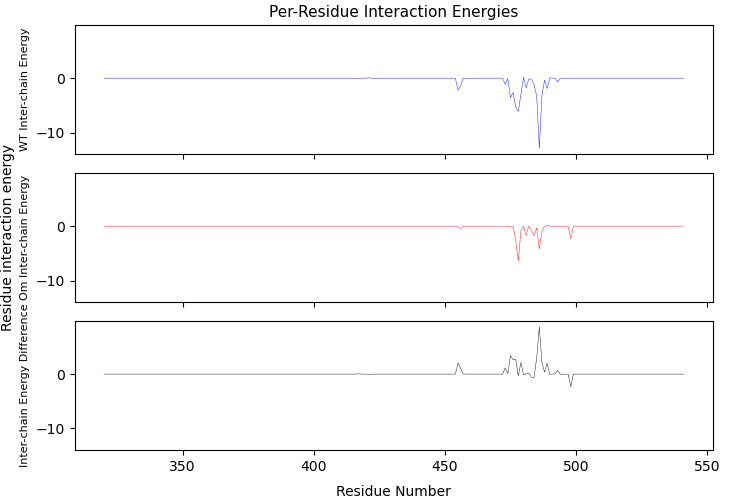 Per-Residue Interaction Energies
Residue interaction energy
WT Inter-chain Energy
0
−10
Om Inter-chain Energy
0
−10
Inter-chain Energy Difference
0
−10
350
400
450
500
550
Residue Number